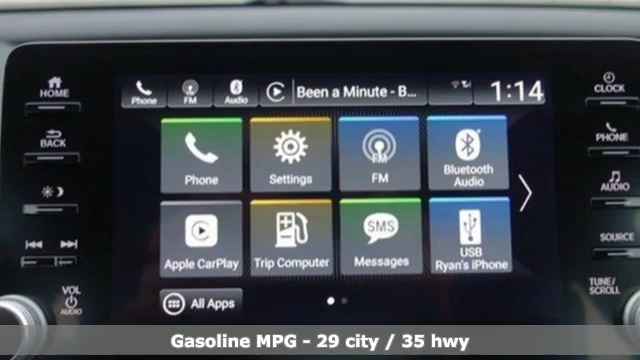 HOME
BACK
VOL
AUDIO
Phone
FM
Audio
Been a Minute - B...
1:14
Phone
Settings
FM
FM
Bluetooth
Audio
Apple CarPlay
Trip Computer
SMS
Messages
USB
Ryan's iPhone
All Apps
CLOCK
PHONE
AUDIO
SOURCE
TUNE/
SCROLL
Gasoline MPG - 29 city / 35 hwy